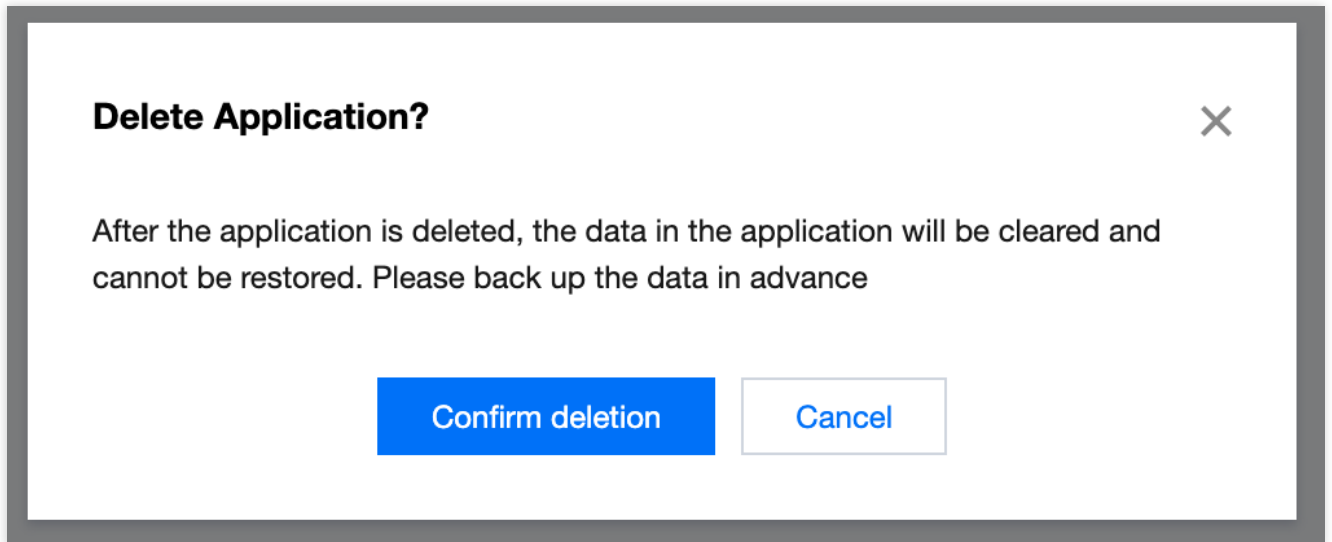 Delete Application?
After the application is deleted, the data in the application will be cleared and
cannot be restored. Please back up the data in advance
Confirm deletion
Cancel